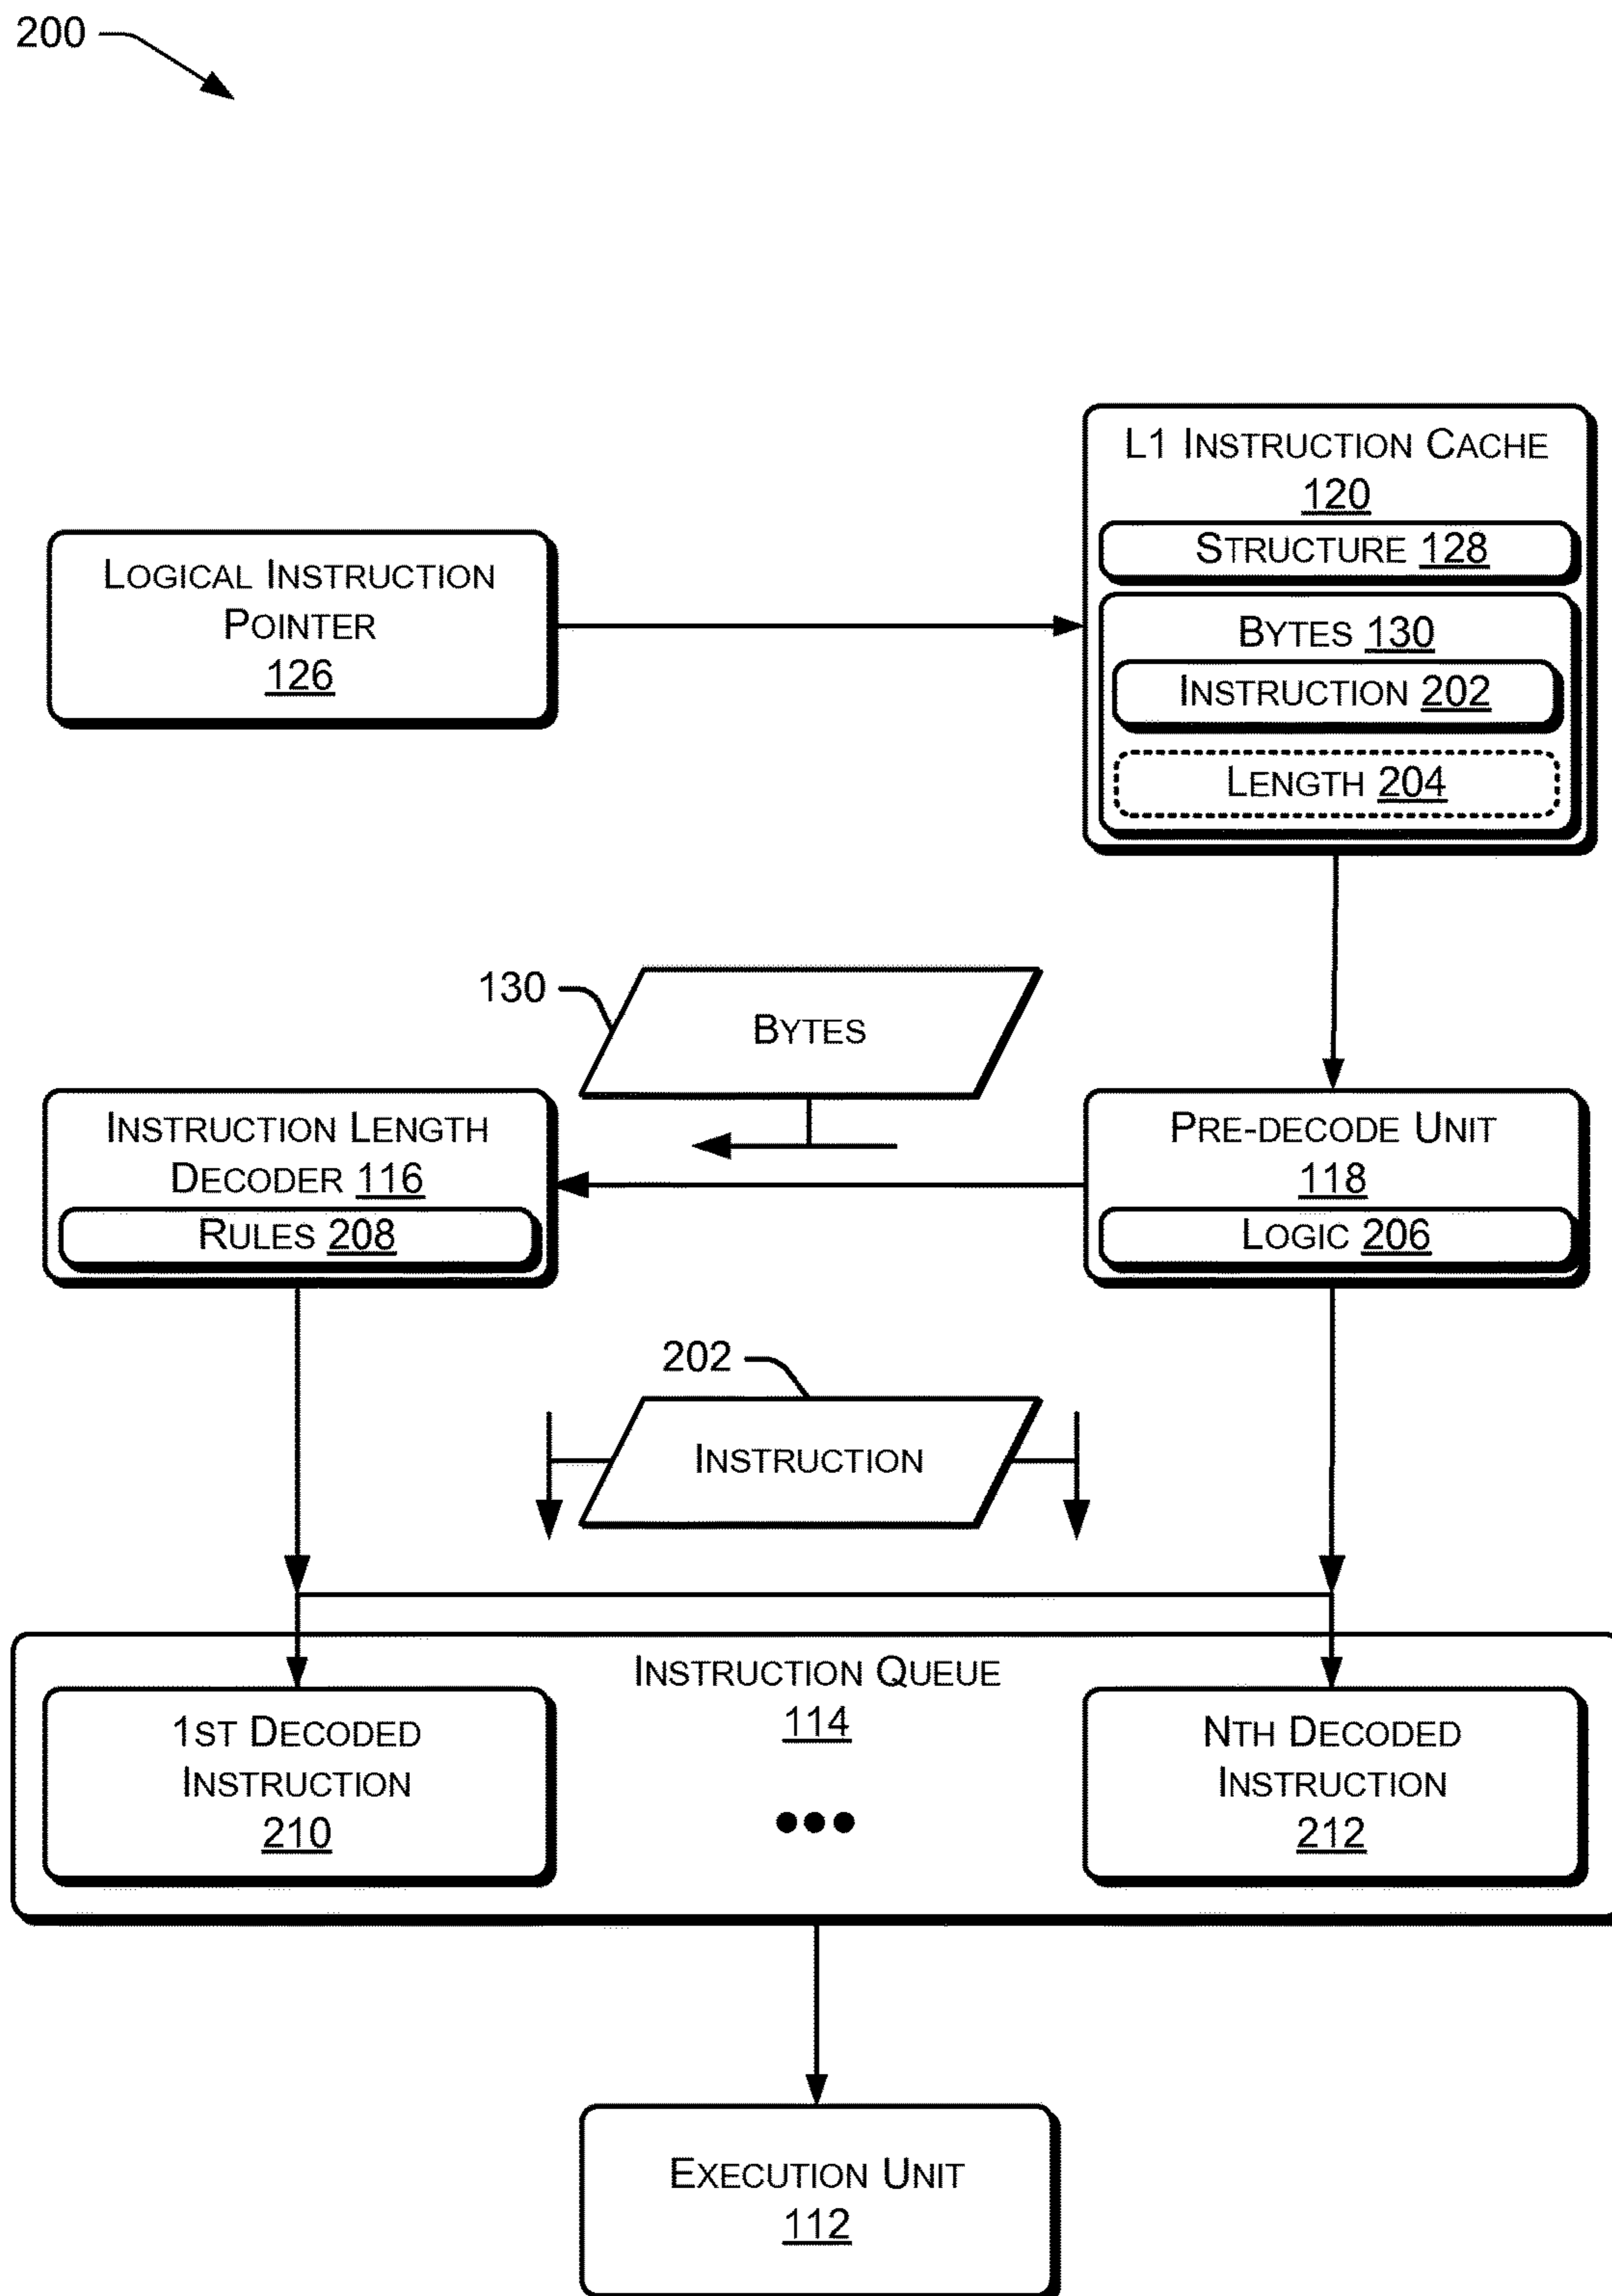 200
L1 INSTRUCTION CACHE
120
STRUCTURE 128
LOGICAL INSTRUCTION
POINTER
126
BYTES 130
INSTRUCTION 202
LENGTH 204
130
BYTES
INSTRUCTION LENGTH
DECODER 116
RULES 208
PRE-DECODE UNIT
118
LOGIC 206
202
INSTRUCTION
INSTRUCTION QUEUE
114
1ST DECODED
INSTRUCTION
210
•••
NTH DECODED
INSTRUCTION
212
EXECUTION UNIT
112